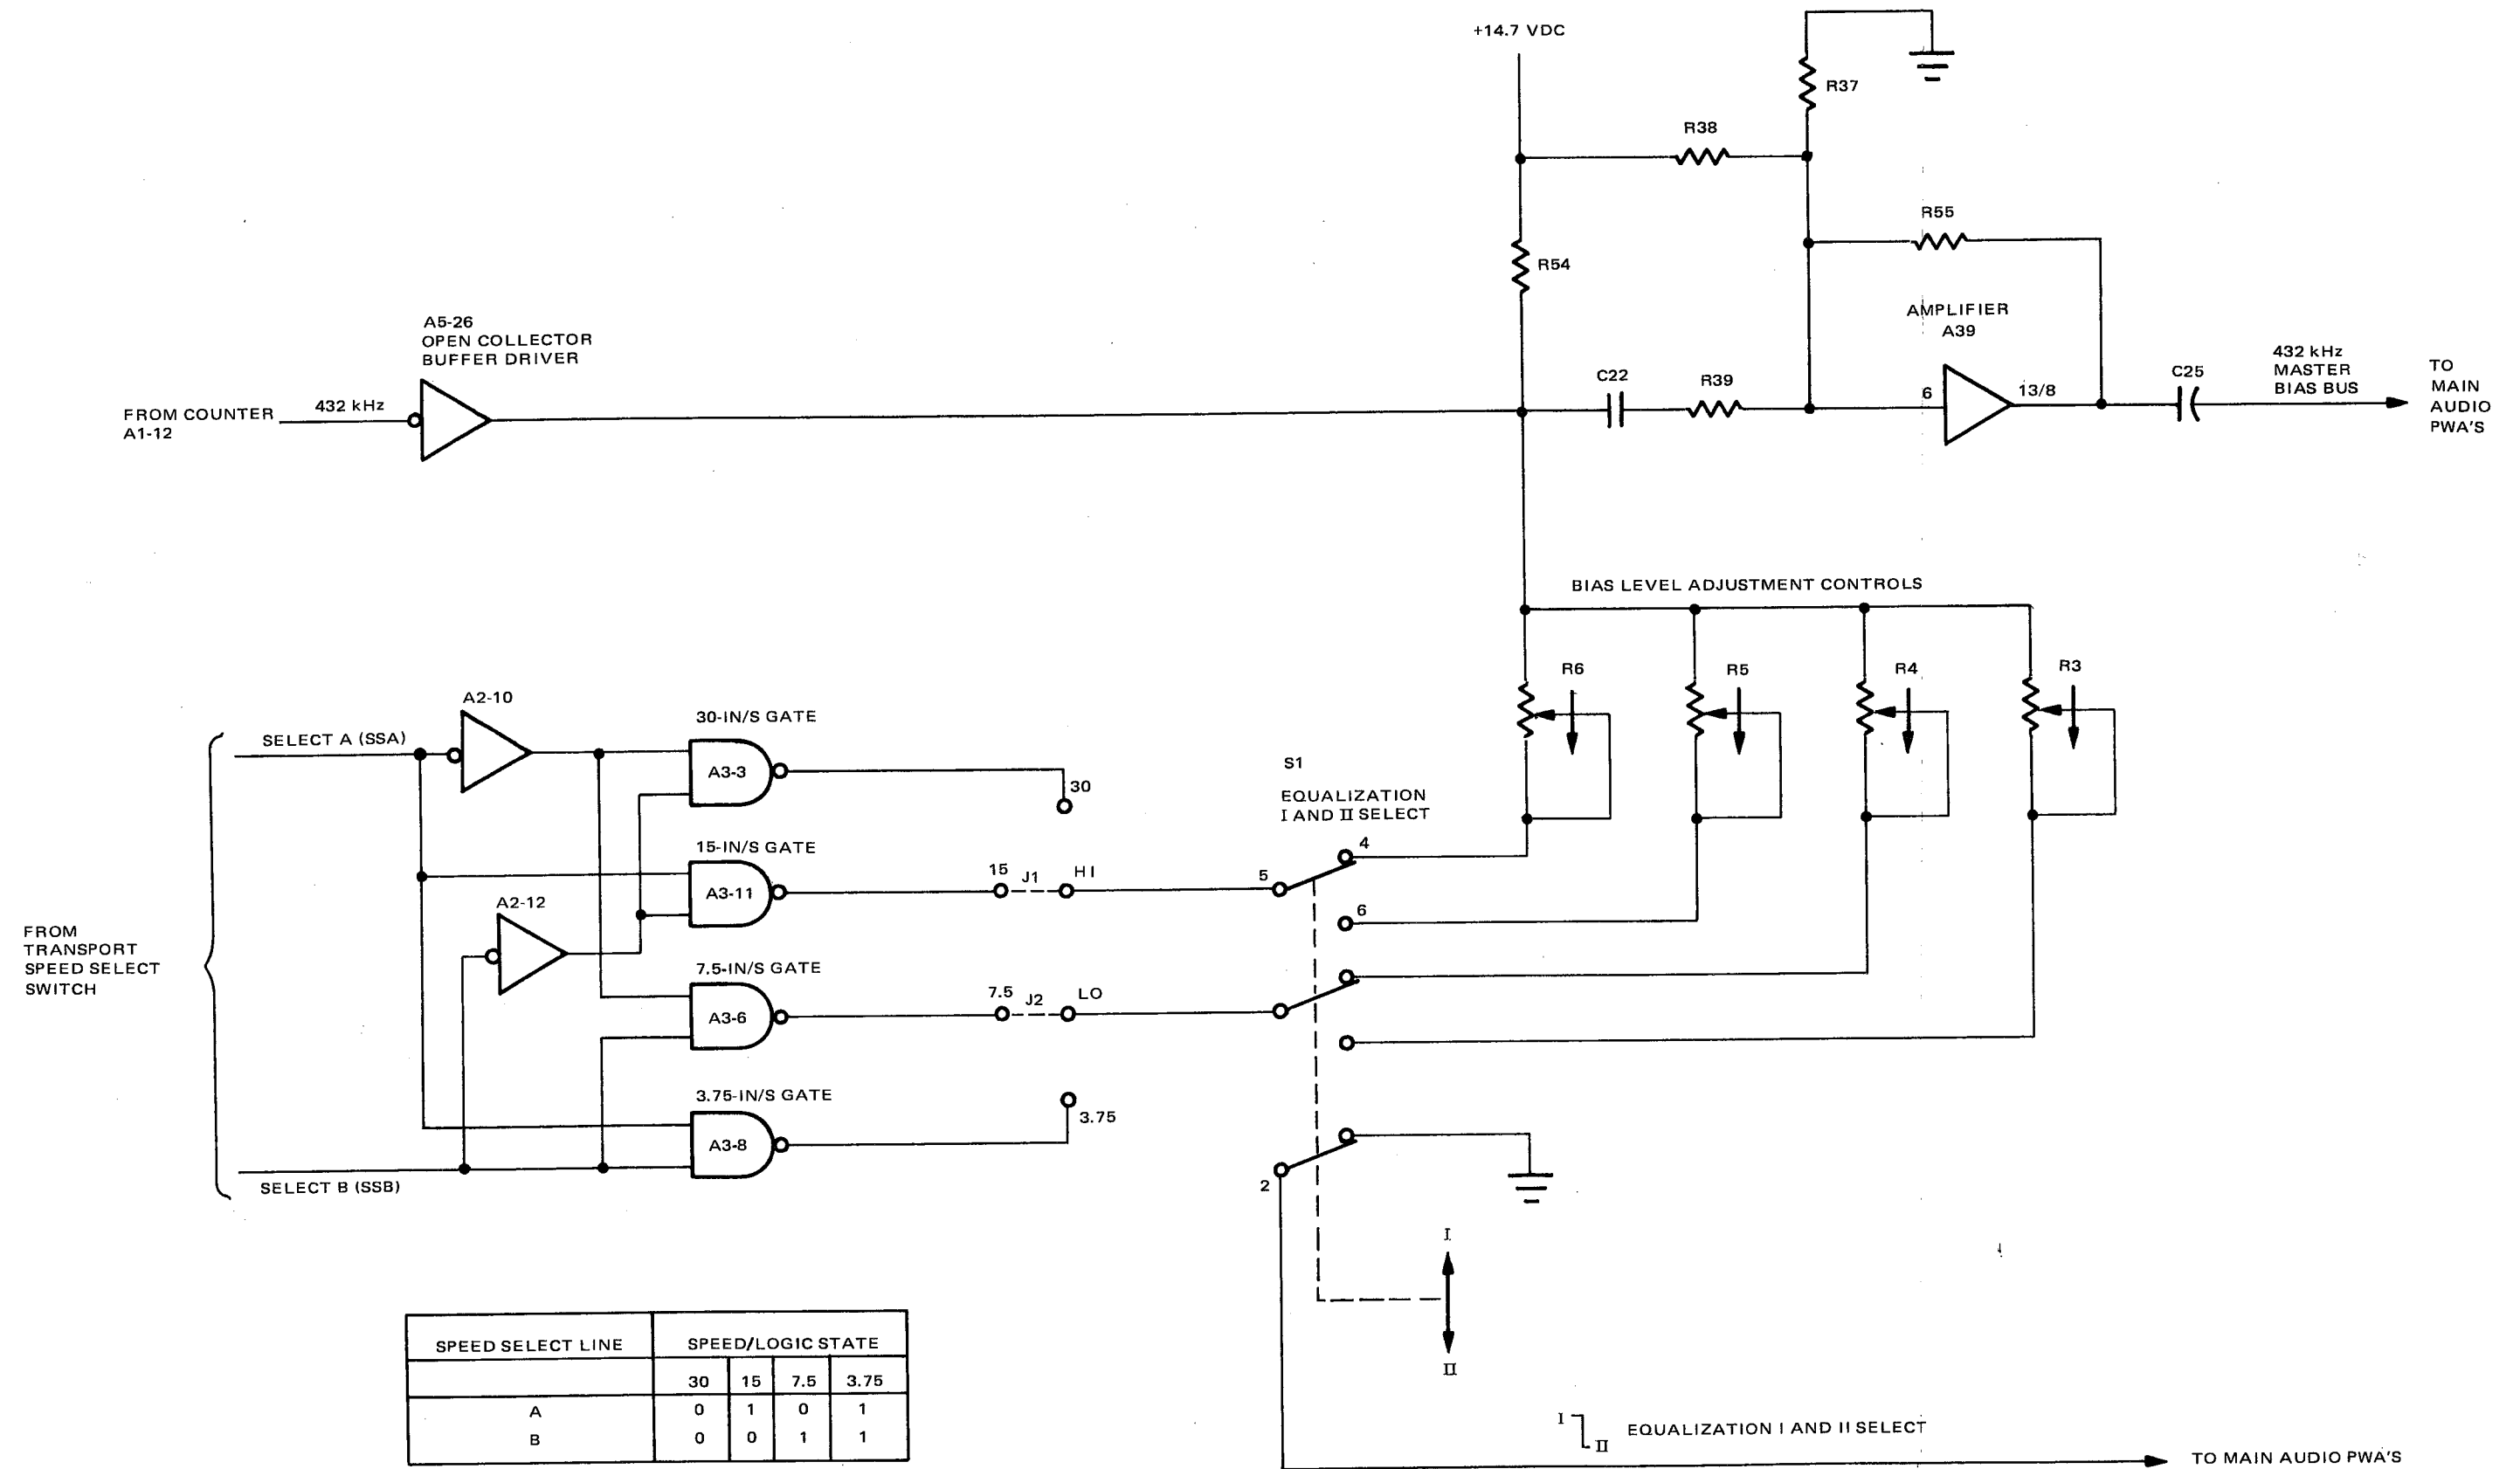 +14.7 VDC
R37
R38
R55
R54
AMPLIFIER
A39
A5-26
OPEN COLLECTOR
BUFFER DRIVER
FROM COUNTER
A1-12
432 kHz
C22
R39
6
13/8
C25
432 kHz
MASTER
BIAS BUS
TO
MAIN
AUDIO
PWA'S
BIAS LEVEL ADJUSTMENT CONTROLS
R6
R5
R4
R3
FROM
TRANSPORT
SPEED SELECT
SWITCH
SELECT A (SSA)
A2-10
30-IN/S GATE
A3-3
30
15-IN/S GATE
A3-11
15
J1
HI
A2-12
7.5-IN/S GATE
A3-6
7.5
J2
LO
3.75-IN/S GATE
A3-8
3.75
SELECT B (SSB)
S1
EQUALIZATION
I AND II SELECT
5
4
6
2
I
II
SPEED SELECT LINE SPEED/LOGIC STATE
30 15 7.5 3.75
A 0 1 0 1
B 0 0 1 1
I
II
EQUALIZATION I AND II SELECT
TO MAIN AUDIO PWA'S